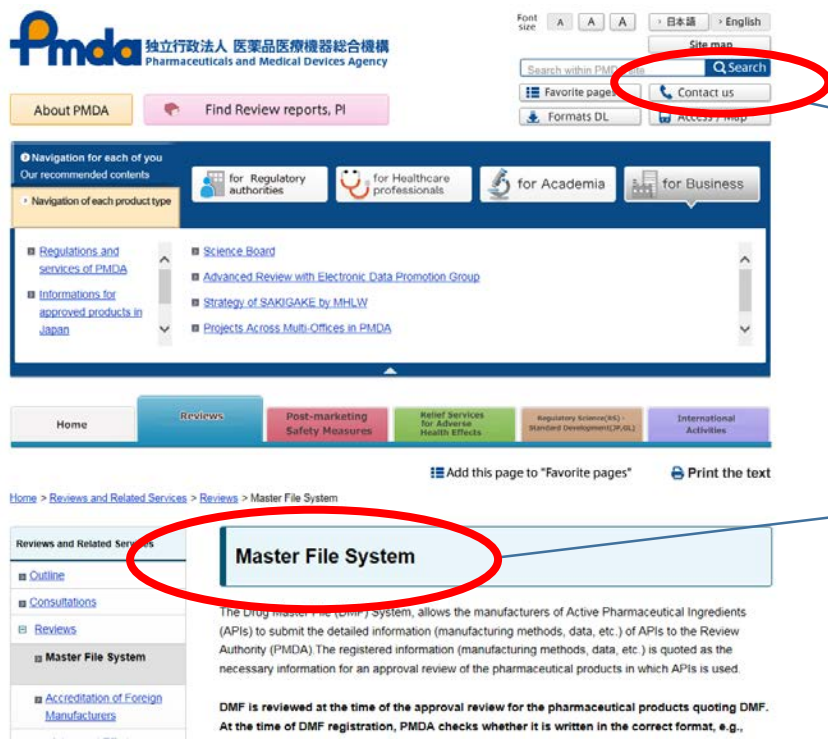 Font size A A A 日本語 English
Pmda 独立行政法人 医薬品医療機器総合機構
Pharmaceuticals and Medical Devices Agency
Site map
Search within PMDA site Search
Favorite pages Contact us
About PMDA Find Review reports, PI
Formats DL Access / Map
Navigation for each of you
Our recommended contents
Navigation of each product type
for Regulatory authorities
for Healthcare professionals
for Academia
for Business
Regulations and
services of PMDA
Informations for
approved products in
Japan
Science Board
Advanced Review with Electronic Data Promotion Group
Strategy of SAKIGAKE by MHLW
Projects Across Multi-Offices in PMDA
Home
Reviews
Post-marketing
Safety Measures
Relief Services
for Adverse
Health Effects
Regulatory Science(RS) -
Standard Development(JP,GL)
International
Activities
Add this page to "Favorite pages" Print the text
Home > Reviews and Related Services > Reviews > Master File System
Reviews and Related Services
Outline
Consultations
Reviews
Master File System
Accreditation of Foreign
Manufacturers
Master File System
The Drug Master File (DMF) System, allows the manufacturers of Active Pharmaceutical Ingredients
(APIs) to submit the detailed information (manufacturing methods, data, etc.) of APIs to the Review
Authority (PMDA).The registered information (manufacturing methods, data, etc.) is quoted as the
necessary information for an approval review of the pharmaceutical products in which APIs is used.
DMF is reviewed at the time of the approval review for the pharmaceutical products quoting DMF.
At the time of DMF registration, PMDA checks whether it is written in the correct format, e.g.,